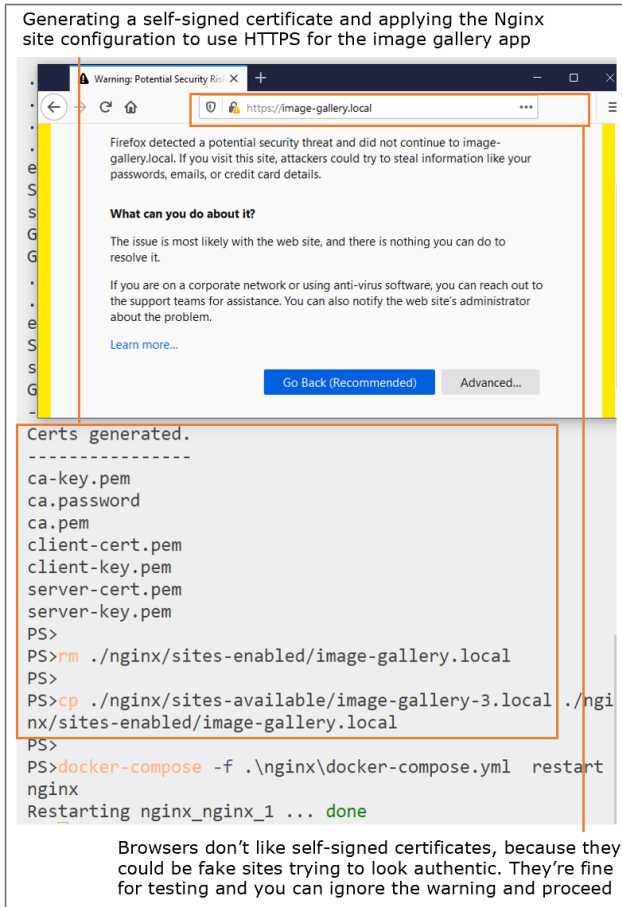 Generating a self-signed certificate and applying the Nginx
site configuration to use HTTPS for the image gallery app
Warning: Potential Security Ris
https://image-gallery.local
Firefox detected a potential security threat and did not continue to image-
gallery.local. If you visit this site, attackers could try to steal information like your
passwords, emails, or credit card details.
What can you do about it?
The issue is most likely with the web site, and there is nothing you can do to
resolve it.
If you are on a corporate network or using anti-virus software, you can reach out to
the support teams for assistance. You can also notify the web site's administrator
about the problem.
Learn more...
Go Back (Recommended)
Advanced...
.
.
.
.
e
S
s
G
G
.
.
e
S
s
G
-
Certs generated.
----------------
ca-key.pem
ca.password
ca.pem
client-cert.pem
client-key.pem
server-cert.pem
server-key.pem
PS>
PS>rm ./nginx/sites-enabled/image-gallery.local
PS>
PS>cp ./nginx/sites-available/image-gallery-3.local ./ngi
nx/sites-enabled/image-gallery.local
PS>
PS>docker-compose -f .\nginx\docker-compose.yml  restart
nginx
Restarting nginx_nginx_1 ... done
Browsers don't like self-signed certificates, because they
could be fake sites trying to look authentic. They're fine
for testing and you can ignore the warning and proceed